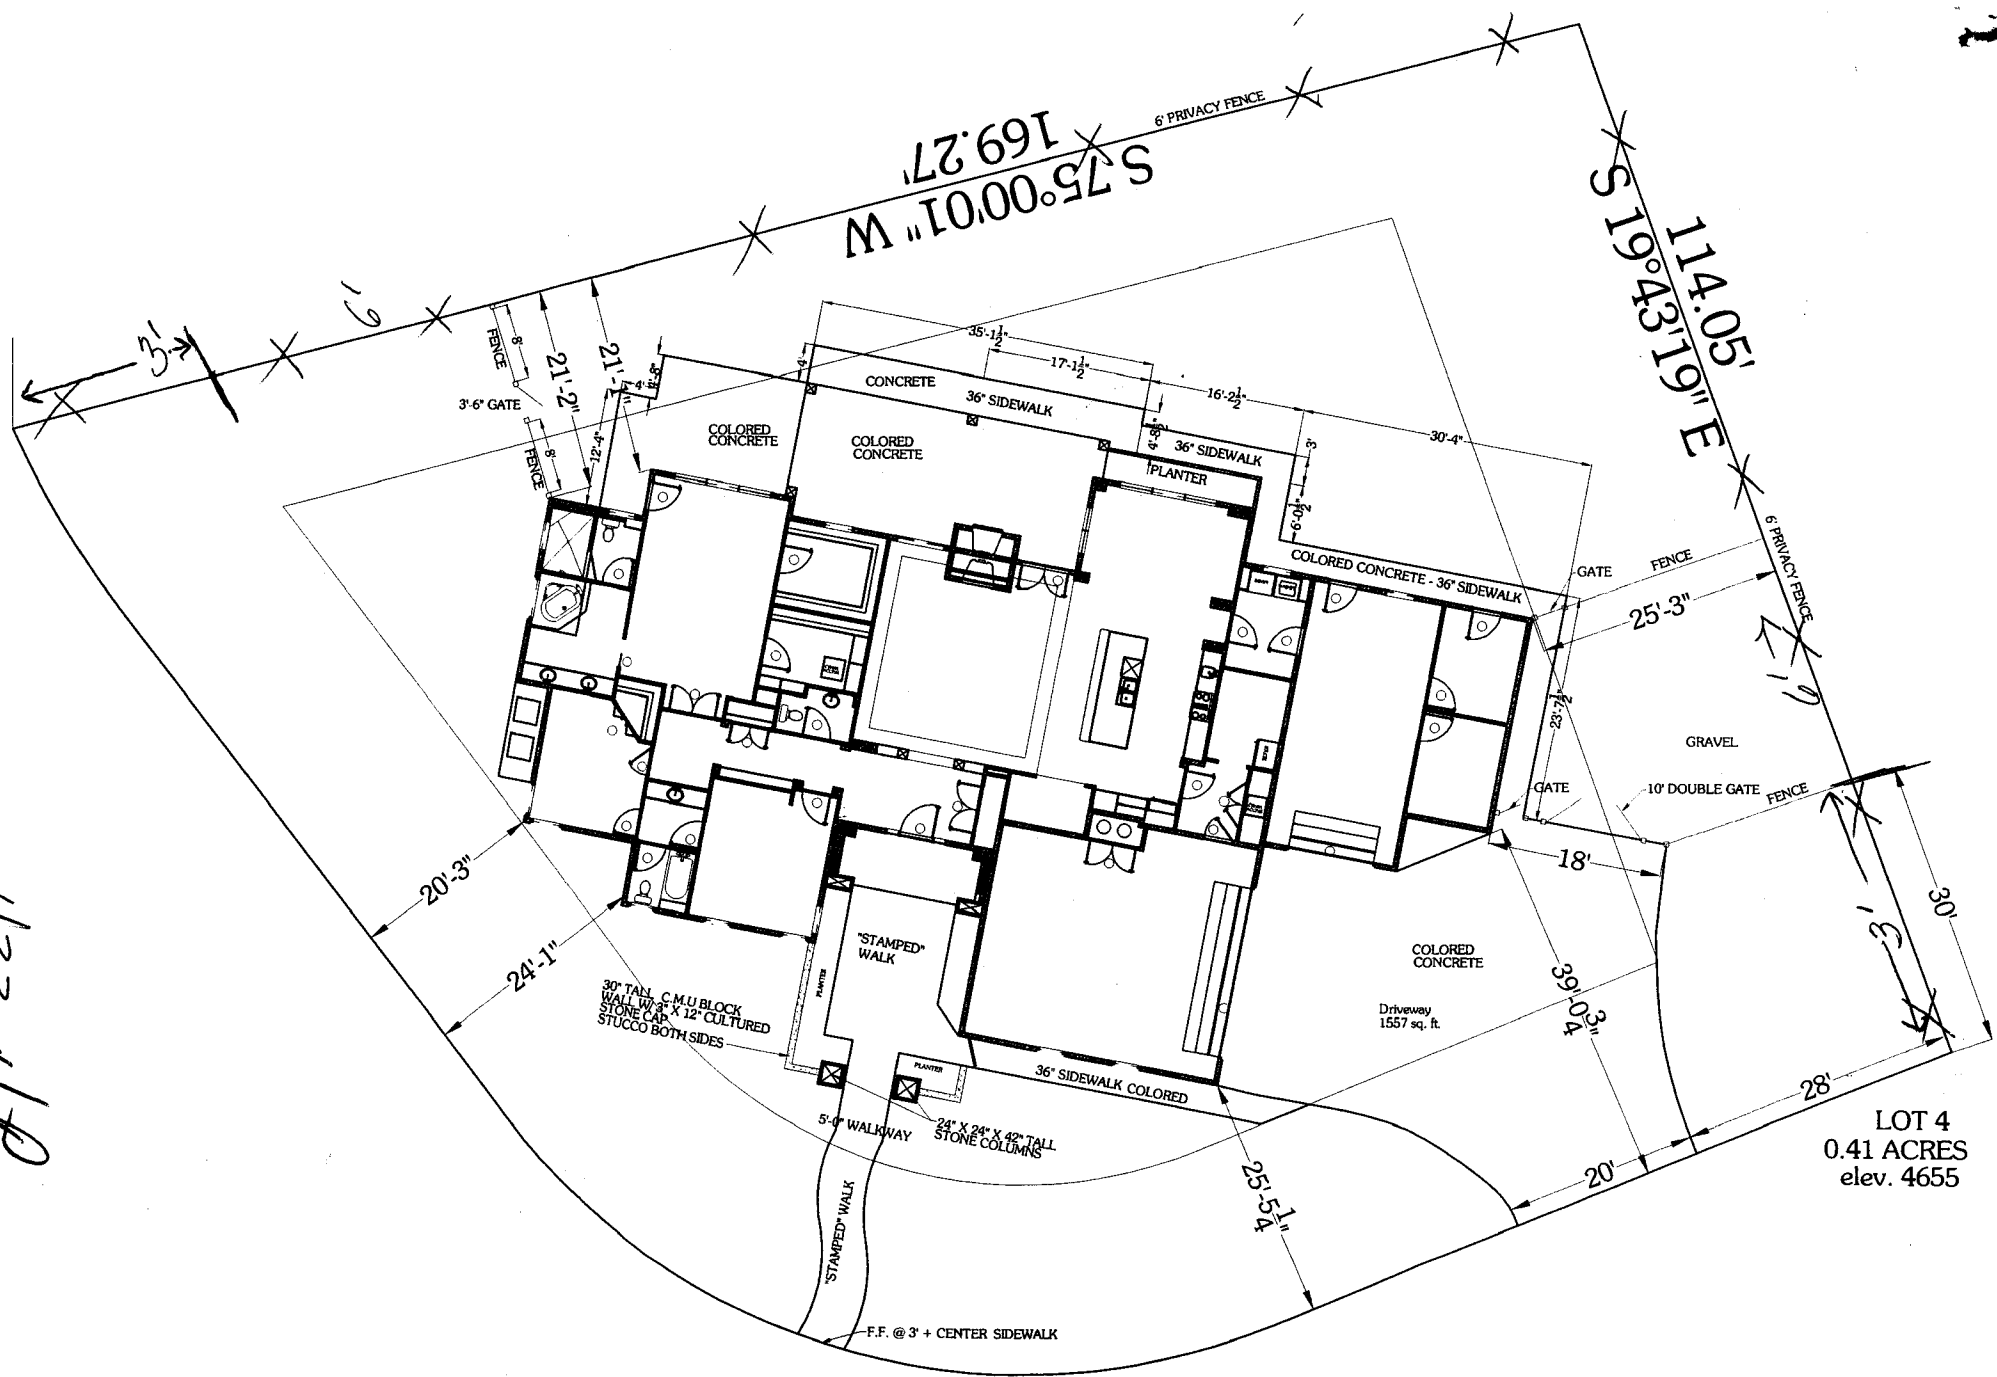 6' PRIVACY FENCE
169.27'
S 75°00'01" W
S 19°43'19" E
114.05'
6' PRIVACY FENCE
3'
6'
FENCE
8'
3'-6" GATE
FENCE
8'
21'-2"
12'-4"
4'
35'-1 1/2"
17'-1 1/2"
16'-2 1/2"
30'-4"
CONCRETE
36" SIDEWALK
4'-8 1/2"
36" SIDEWALK
PLANTER
3'
6'-0 1/2"
COLORED
CONCRETE
COLORED
CONCRETE
COLORED CONCRETE - 36" SIDEWALK
GATE
FENCE
25'-3"
23'-7 1/2"
GRAVEL
GATE
10' DOUBLE GATE
FENCE
18'
30'
3'
20'-3"
24'-1"
30" TALL C.M.U BLOCK
WALL W/ 3" X 12" CULTURED
STONE CAP
STUCCO BOTH SIDES
PLANTER
"STAMPED"
WALK
PLANTER
36" SIDEWALK COLORED
COLORED
CONCRETE
Driveway
1557 sq. ft.
39'-0 3/4"
25'-5 1/4"
5'-0" WALKWAY
24" X 24" X 42" TALL
STONE COLUMNS
"STAMPED" WALK
F.F. @ 3' + CENTER SIDEWALK
20'
28'
LOT 4
0.41 ACRES
elev. 4655